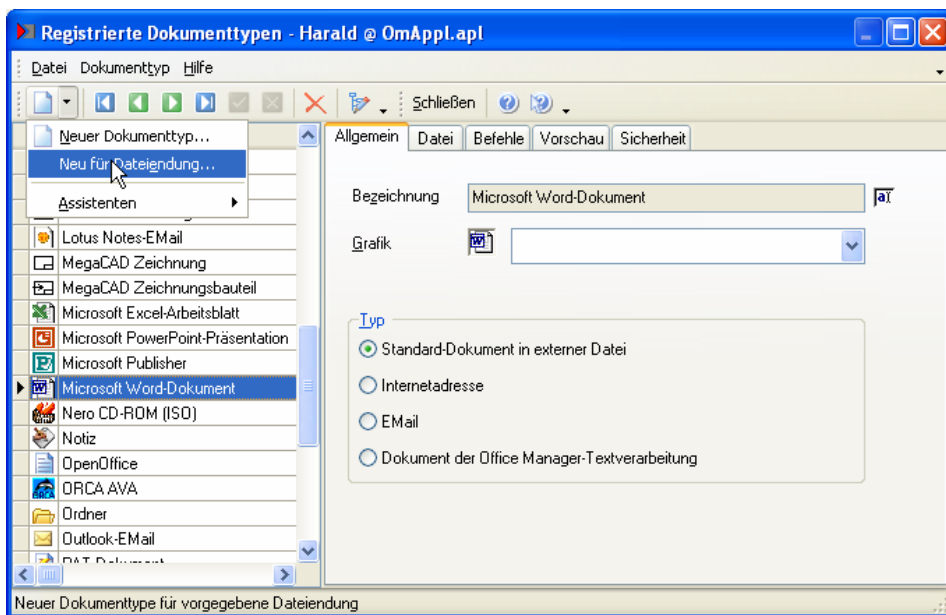 Registrierte Dokumenttypen - Harald @ OmAppl.apl
Datei Dokumenttyp Hilfe
Schließen
Neuer Dokumenttyp...
Neu für Dateiendung...
Assistenten
Lotus Notes-EMail
MegaCAD Zeichnung
MegaCAD Zeichnungsbauteil
Microsoft Excel-Arbeitsblatt
Microsoft PowerPoint-Präsentation
Microsoft Publisher
Microsoft Word-Dokument
Nero CD-ROM (ISO)
Notiz
OpenOffice
ORCA AVA
Ordner
Outlook-EMail
Allgemein Datei Befehle Vorschau Sicherheit
Bezeichnung Microsoft Word-Dokument
Grafik
Typ
Standard-Dokument in externer Datei
Internetadresse
EMail
Dokument der Office Manager-Textverarbeitung
Neuer Dokumenttype für vorgegebene Dateiendung